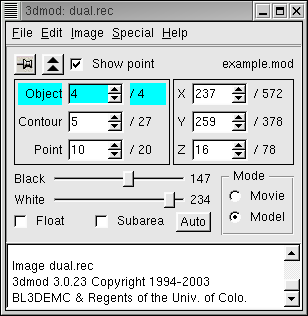 3dmod: dual.rec
File Edit Image Special Help
Show point example.mod
Object 4 / 4 X 237 / 572
Contour 5 / 27 Y 259 / 378
Point 10 / 20 Z 16 / 78
Black 147 Mode
White 234 Movie
Float Subarea Auto Model
Image dual.rec
3dmod 3.0.23 Copyright 1994-2003
BL3DEMC & Regents of the Univ. of Colo.